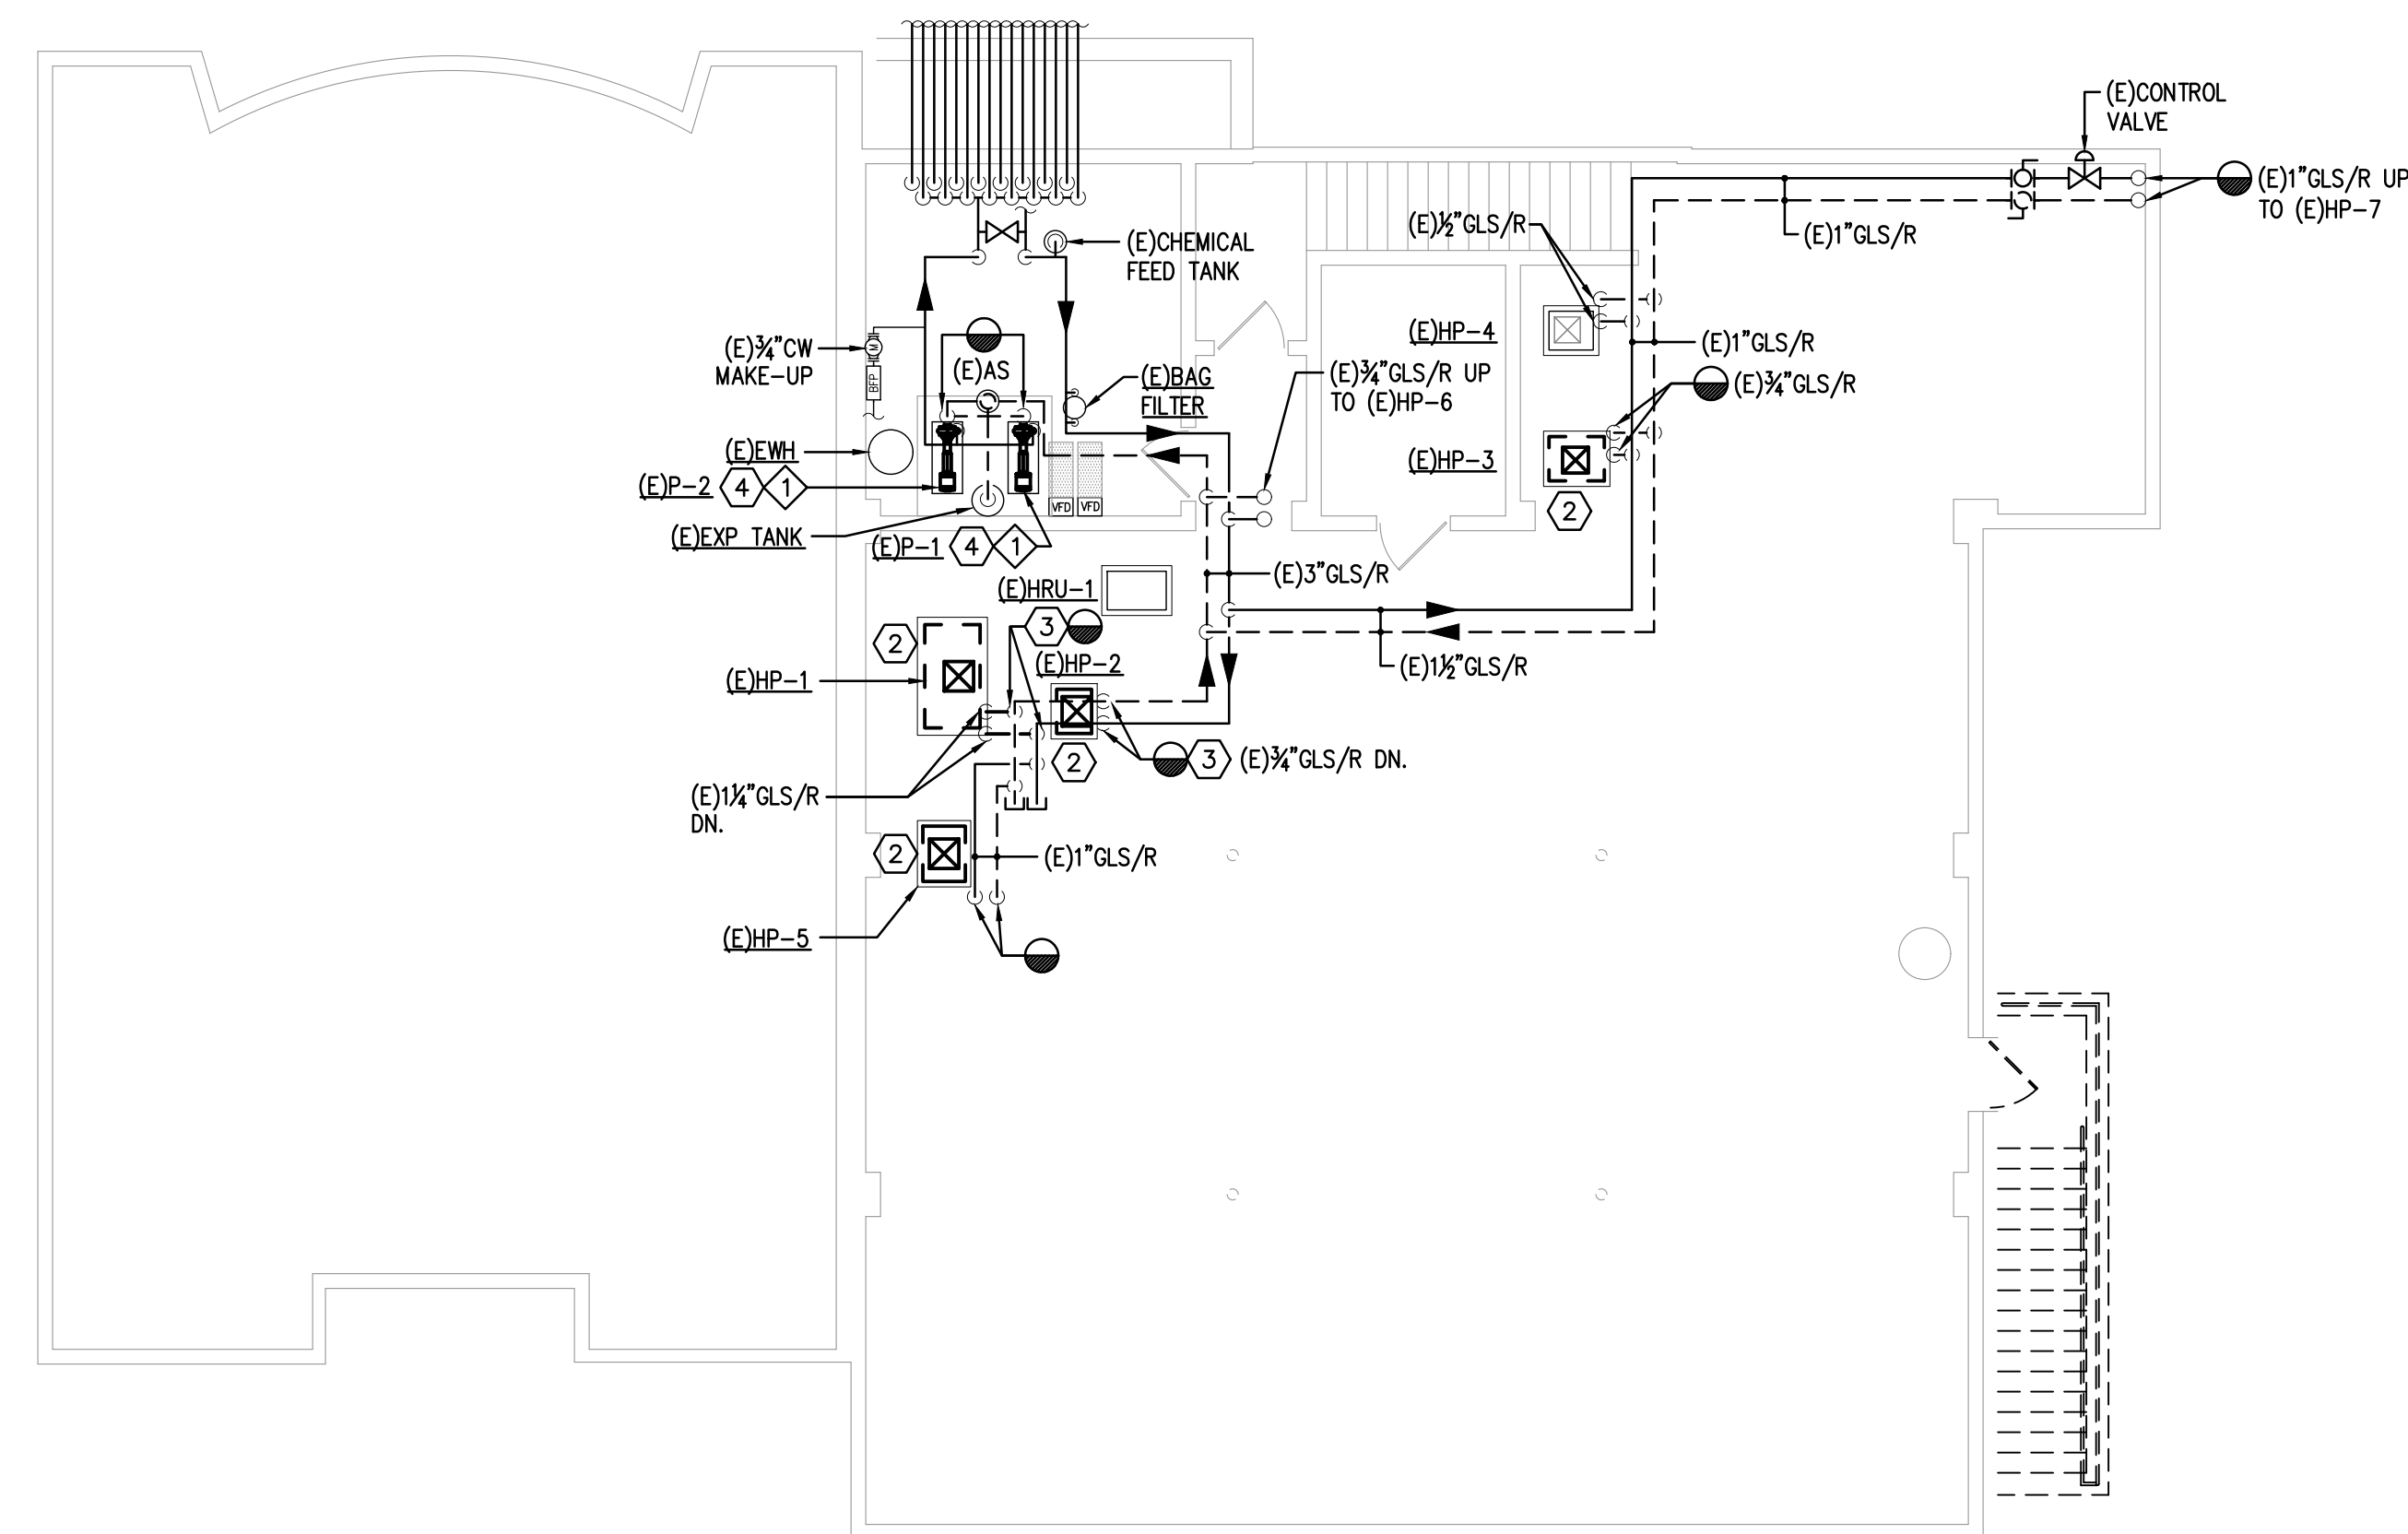 (E)CONTROL
VALVE
(E)1"GLS/R UP
TO (E)HP-7
(E)½"GLS/R
(E)1"GLS/R
(E)CHEMICAL
FEED TANK
(E)HP-4
(E)1"GLS/R
(E)¾"CW
MAKE-UP
M
BFP
(E)AS
(E)BAG
FILTER
(E)¾"GLS/R UP
TO (E)HP-6
(E)¾"GLS/R
(E)EWH
(E)HP-3
(E)P-2
4
1
VFD
VFD
2
(E)EXP TANK
(E)P-1
4
1
(E)3"GLS/R
(E)HRU-1
3
2
(E)HP-2
(E)1½"GLS/R
(E)HP-1
2
3
(E)¾"GLS/R DN.
(E)1¼"GLS/R
DN.
2
(E)1"GLS/R
(E)HP-5